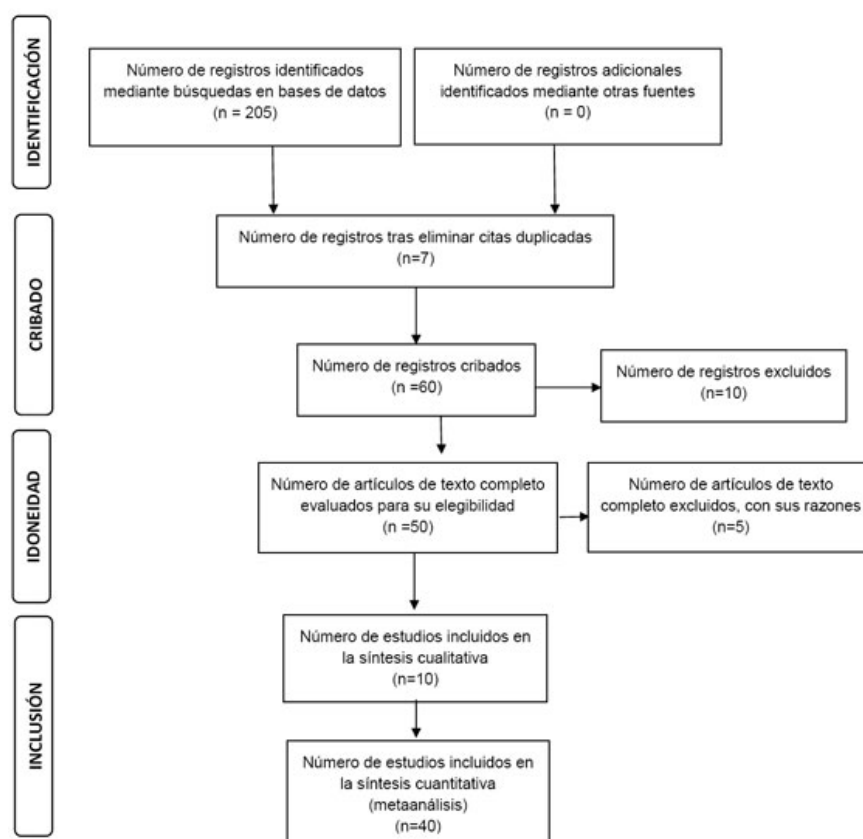 IDENTIFICACIÓN
Número de registros identificados
mediante búsquedas en bases de datos
(n = 205)
Número de registros adicionales
identificados mediante otras fuentes
(n = 0)
CRIBADO
Número de registros tras eliminar citas duplicadas
(n=7)
Número de registros cribados
(n =60)
Número de registros excluidos
(n=10)
IDONEIDAD
Número de artículos de texto completo
evaluados para su elegibilidad
(n =50)
Número de artículos de texto
completo excluidos, con sus razones
(n=5)
INCLUSIÓN
Número de estudios incluidos en
la síntesis cualitativa
(n=10)
Número de estudios incluidos en
la síntesis cuantitativa
(metaanálisis)
(n=40)